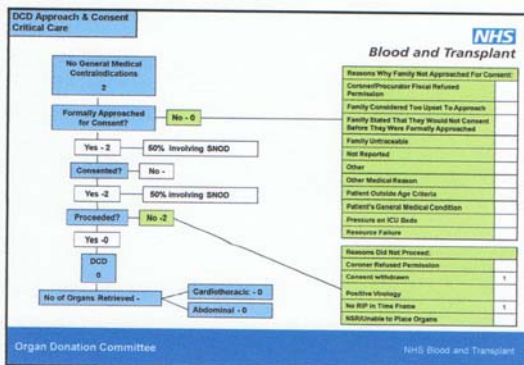 DCD Approach & Consent
Critical Care
NHS
Blood and Transplant
No General Medical
Contraindications
2
Formally Approached
for Consent?
No - 0
Yes - 2
50% Involving SNOD
Consented?
No -
Yes -2
50% involving SNOD
Proceeded?
No -2
Yes -0
DCD
0
No of Organs Retrieved -
Cardiothoracic - 0
Abdominal - 0
Reasons Why Family Not Approached For Consent:
Coroner/Procurator Fiscal Refused
Permission
Family Considered Too Upset To Approach
Family Stated That They Would Not Consent
Before They Were Formally Approached
Family Untraceable
Not Reported
Other
Other Medical Reason
Patient Outside Age Criteria
Patient's General Medical Condition
Pressure on ICU Beds
Resource Failure
Reasons Did Not Proceed:
Coroner Refused Permission
Consent withdrawn 1
Positive Virology
No RIP in Time Frame 1
NSR/Unable to Place Organs
Organ Donation Committee
NHS Blood and Transplant